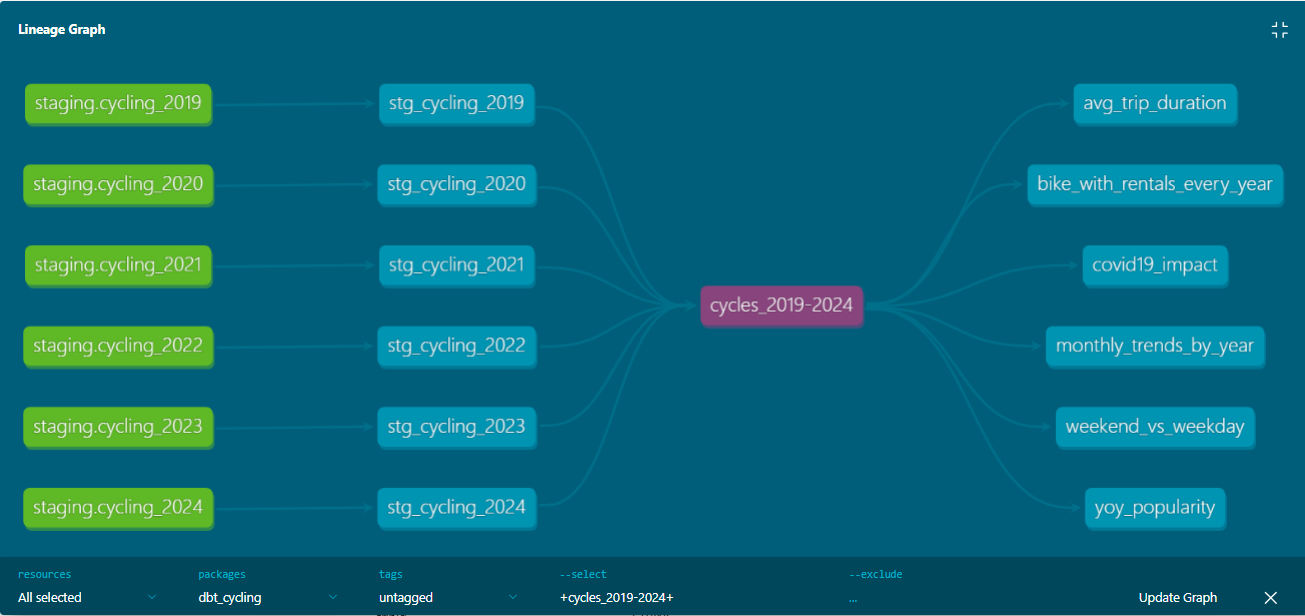 Lineage Graph
staging.cycling_2019
stg_cycling_2019
avg_trip_duration
staging.cycling_2020
stg_cycling_2020
bike_with_rentals_every_year
staging.cycling_2021
stg_cycling_2021
covid19_impact
cycles_2019-2024
staging.cycling_2022
stg_cycling_2022
monthly_trends_by_year
staging.cycling_2023
stg_cycling_2023
weekend_vs_weekday
staging.cycling_2024
stg_cycling_2024
yoy_popularity
resources
All selected
packages
dbt_cycling
tags
untagged
--select
+cycles_2019-2024+
--exclude
...
Update Graph